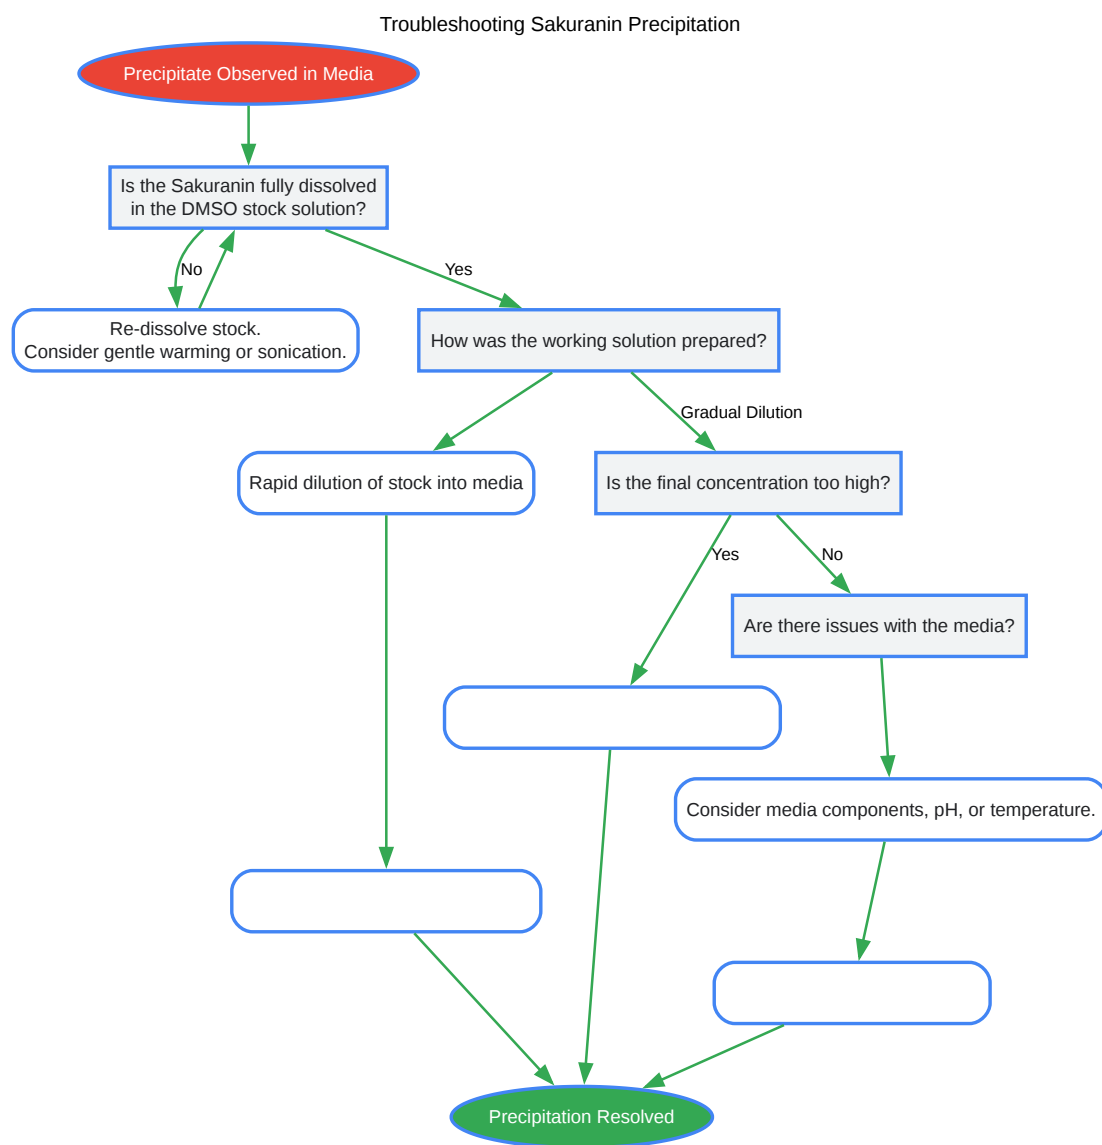 Troubleshooting Sakuranin Precipitation
Precipitate Observed in Media
Is the Sakuranin fully dissolved
in the DMSO stock solution?
No
Yes
Re-dissolve stock.
Consider gentle warming or sonication.
How was the working solution prepared?
Gradual Dilution
Rapid dilution of stock into media
Is the final concentration too high?
Yes
No
Are there issues with the media?
Consider media components, pH, or temperature.
Precipitation Resolved